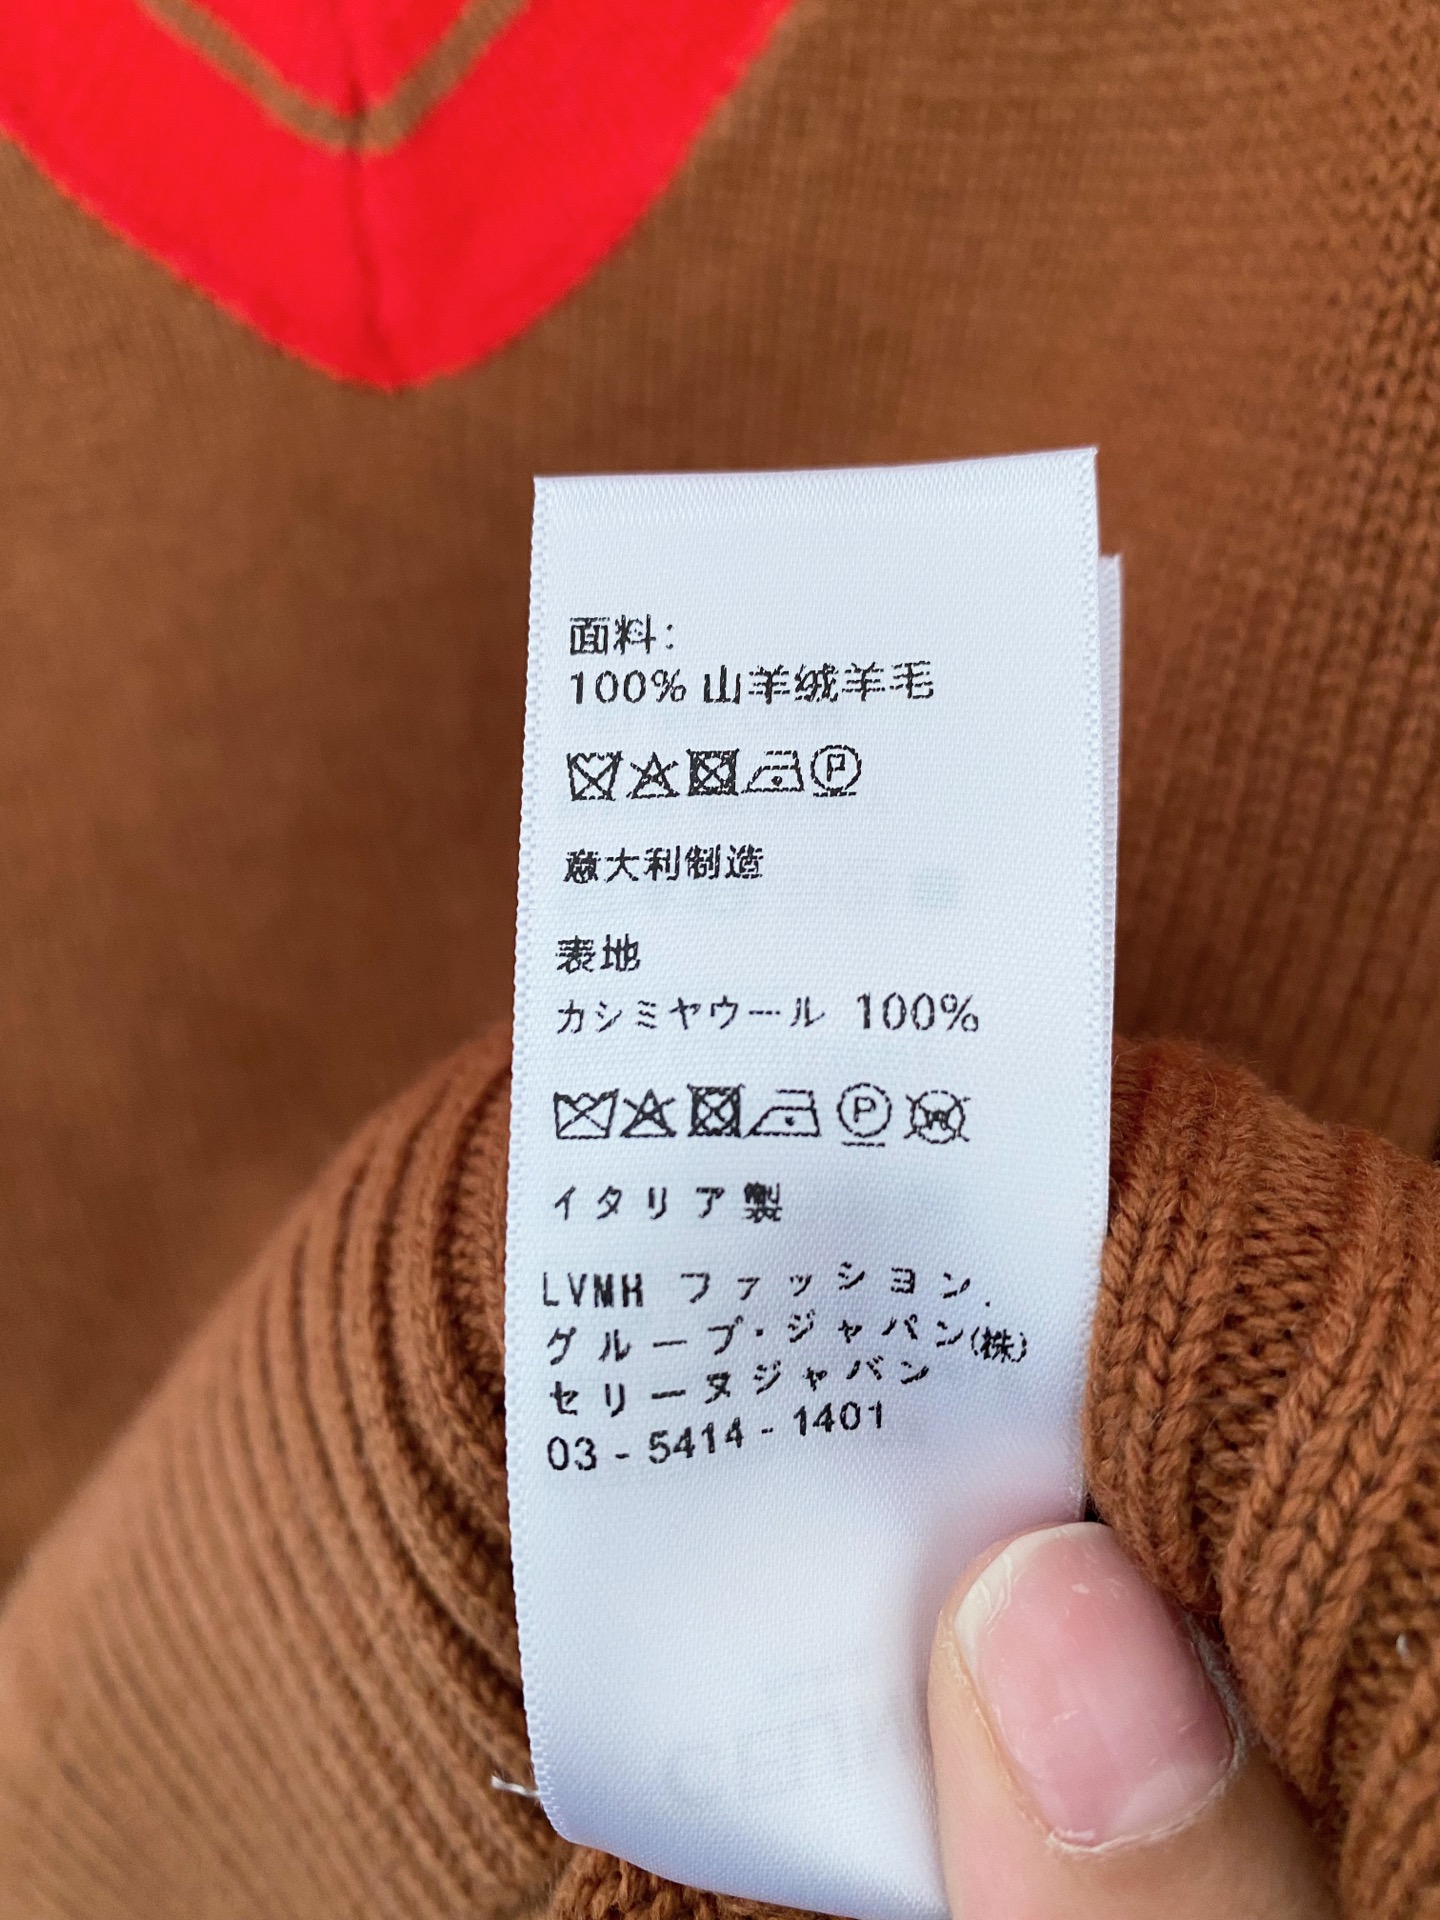 面料:
100% 山羊绒羊毛
P
意大利制造
表地
カシミヤウール 100%
P W
イタリア製
LVMH ファッション.
グループ・ジャパン(株)
セリーヌジャパン
03-5414-1401